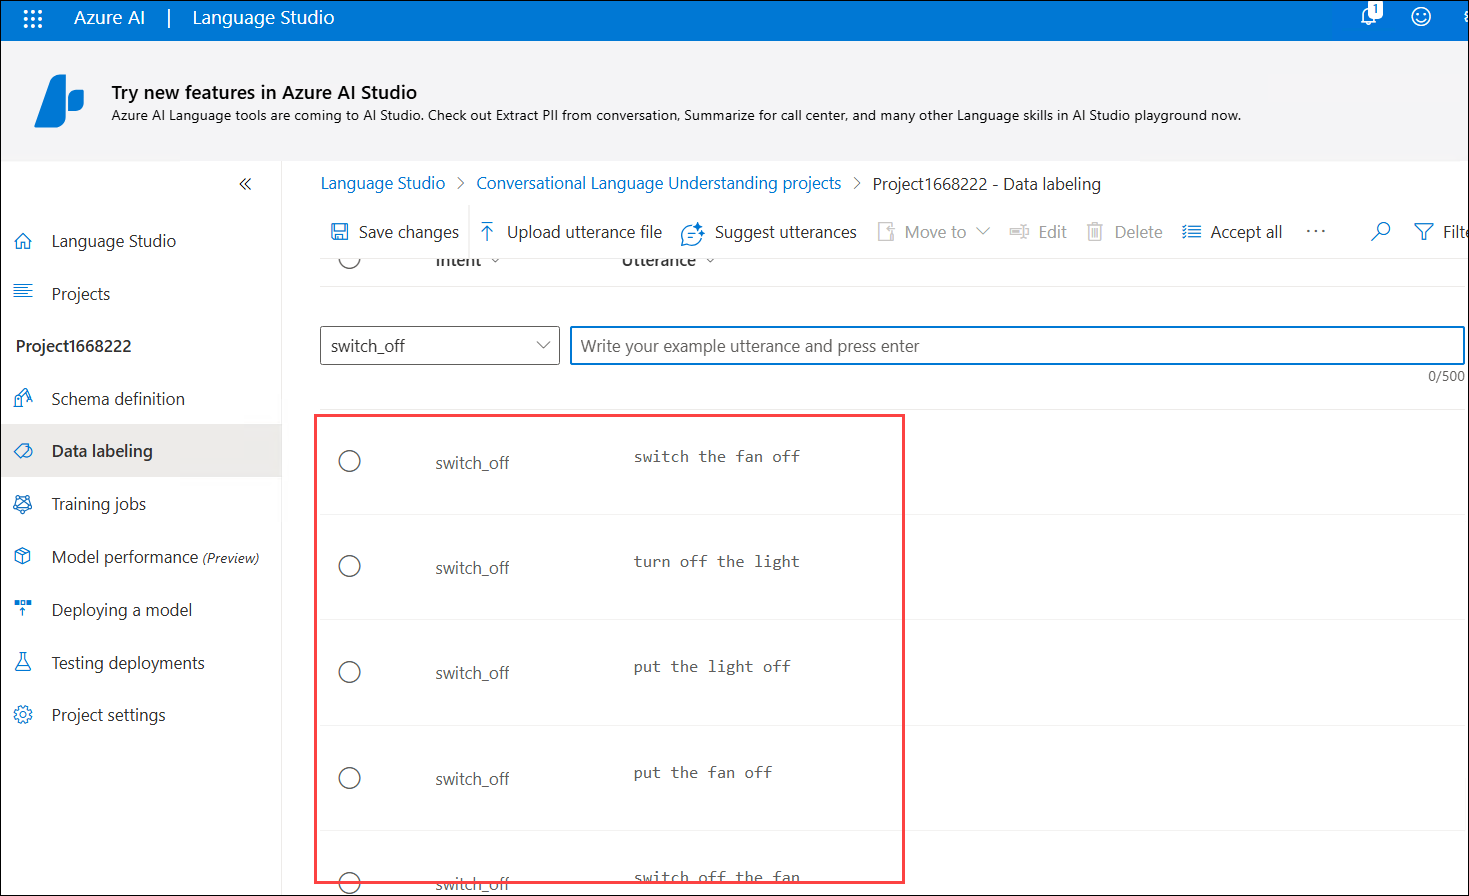 Azure AI | Language Studio
1
Try new features in Azure AI Studio
Azure AI Language tools are coming to AI Studio. Check out Extract PII from conversation, Summarize for call center, and many other Language skills in AI Studio playground now.
Language Studio > Conversational Language Understanding projects > Project1668222 - Data labeling
Save changes Upload utterance file Suggest utterances Move to Edit Delete Accept all ··· Filte
Intent Utterance
switch_off Write your example utterance and press enter
0/500
switch_off switch the fan off
switch_off turn off the light
switch_off put the light off
switch_off put the fan off
switch_off switch off the fan
Language Studio
Projects
Project1668222
Schema definition
Data labeling
Training jobs
Model performance (Preview)
Deploying a model
Testing deployments
Project settings